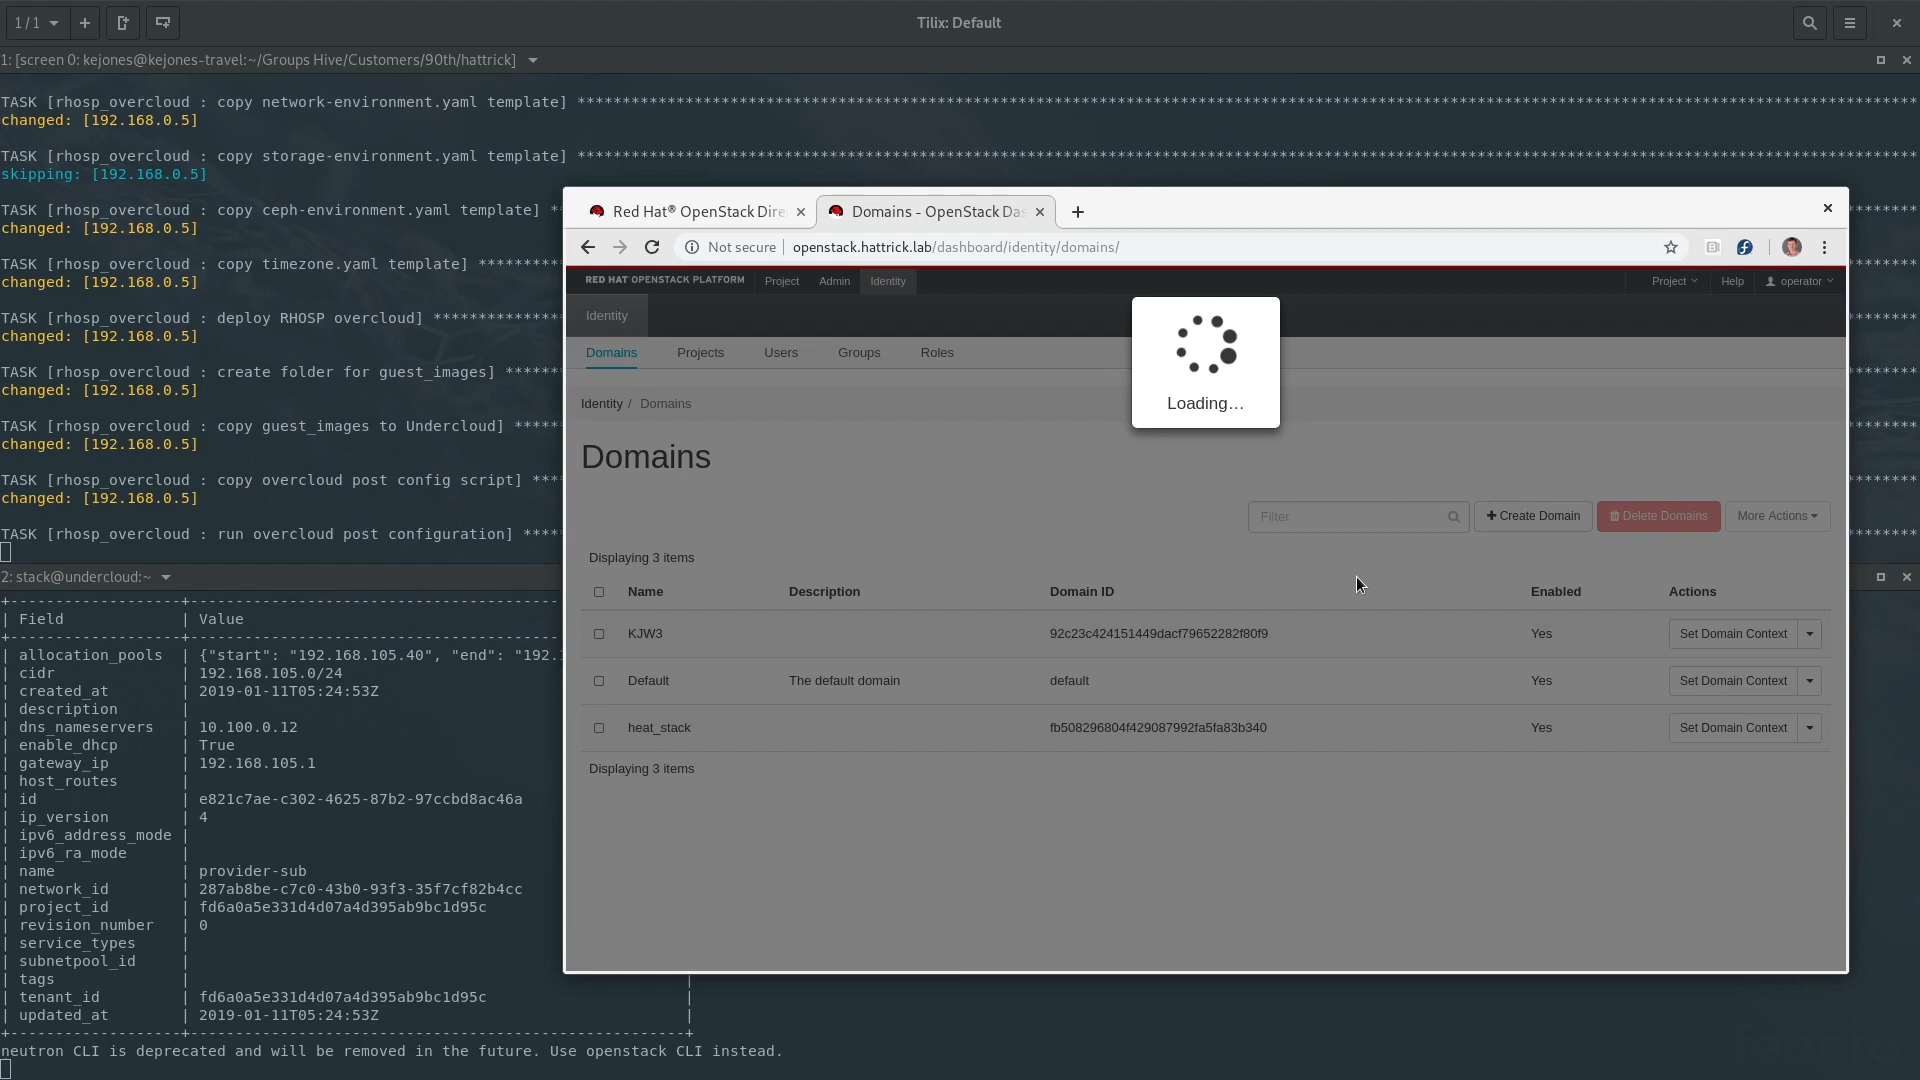 1 / 1
Tilix: Default
1: [screen 0: kejones@kejones-travel:~/Groups Hive/Customers/90th/hattrick]
TASK [rhosp_overcloud : copy network-environment.yaml template]
changed: [192.168.0.5]
TASK [rhosp_overcloud : copy storage-environment.yaml template]
skipping: [192.168.0.5]
TASK [rhosp_overcloud : copy ceph-environment.yaml template]
changed: [192.168.0.5]
TASK [rhosp_overcloud : copy timezone.yaml template]
changed: [192.168.0.5]
TASK [rhosp_overcloud : deploy RHOSP overcloud]
changed: [192.168.0.5]
TASK [rhosp_overcloud : create folder for guest_images]
changed: [192.168.0.5]
TASK [rhosp_overcloud : copy guest_images to Undercloud]
changed: [192.168.0.5]
TASK [rhosp_overcloud : copy overcloud post config script]
changed: [192.168.0.5]
TASK [rhosp_overcloud : run overcloud post configuration]
2: stack@undercloud:~
| Field | Value
| allocation_pools | {"start": "192.168.105.40", "end": "192.
| cidr | 192.168.105.0/24
| created_at | 2019-01-11T05:24:53Z
| description |
| dns_nameservers | 10.100.0.12
| enable_dhcp | True
| gateway_ip | 192.168.105.1
| host_routes |
| id | e821c7ae-c302-4625-87b2-97ccbd8ac46a
| ip_version | 4
| ipv6_address_mode |
| ipv6_ra_mode |
| name | provider-sub
| network_id | 287ab8be-c7c0-43b0-93f3-35f7cf82b4cc
| project_id | fd6a0a5e331d4d07a4d395ab9bc1d95c
| revision_number | 0
| service_types |
| subnetpool_id |
| tags | |
| tenant_id | fd6a0a5e331d4d07a4d395ab9bc1d95c |
| updated_at | 2019-01-11T05:24:53Z |
neutron CLI is deprecated and will be removed in the future. Use openstack CLI instead.
Red Hat® OpenStack Dire
Domains - OpenStack Das
Not secure | openstack.hattrick.lab/dashboard/identity/domains/
RED HAT OPENSTACK PLATFORM Project Admin Identity Project Help operator
Identity
Domains Projects Users Groups Roles
Loading…
Identity / Domains
Domains
Filter Create Domain Delete Domains More Actions
Displaying 3 items
Name Description Domain ID Enabled Actions
KJW3 92c23c424151449dacf79652282f80f9 Yes Set Domain Context
Default The default domain default Yes Set Domain Context
heat_stack fb508296804f429087992fa5fa83b340 Yes Set Domain Context
Displaying 3 items
fedora